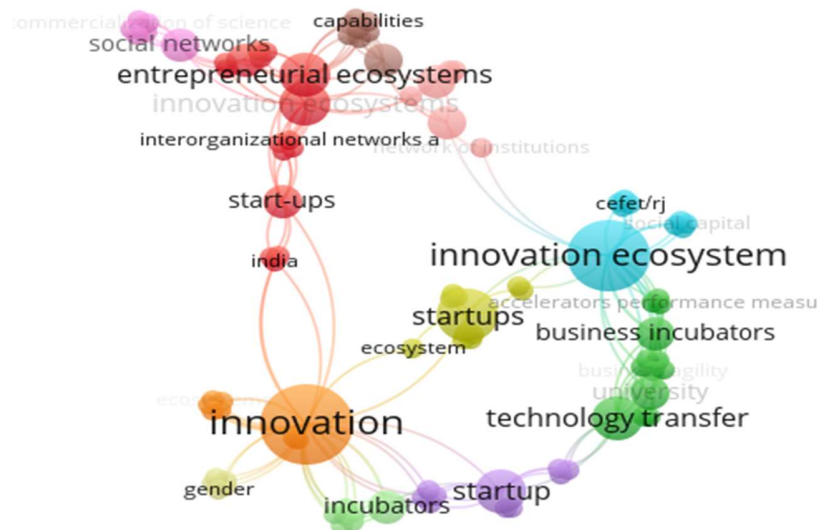 commercialization of science
capabilities
social networks
entrepreneurial ecosystems
innovation ecosystems
interorganizational networks a
network of institutions
start-ups
cefet/rj
social capital
innovation ecosystem
india
accelerators performance measu
startups
business incubators
ecosystem
business agility
university
innovation
technology transfer
gender
startup
incubators